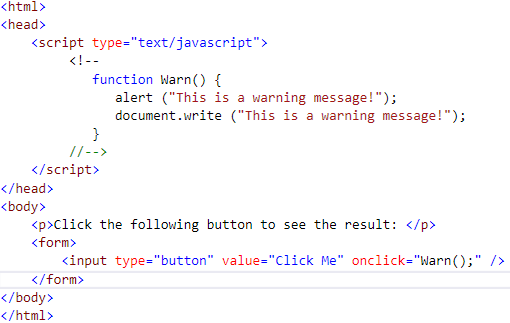 <html>
<head>
    <script type="text/javascript">
         <!--
            function Warn() {
               alert ("This is a warning message!");
               document.write ("This is a warning message!");
            }
         //-->
    </script>
</head>
<body>
    <p>Click the following button to see the result: </p>
    <form>
        <input type="button" value="Click Me" onclick="Warn();" />
    </form>
</body>
</html>